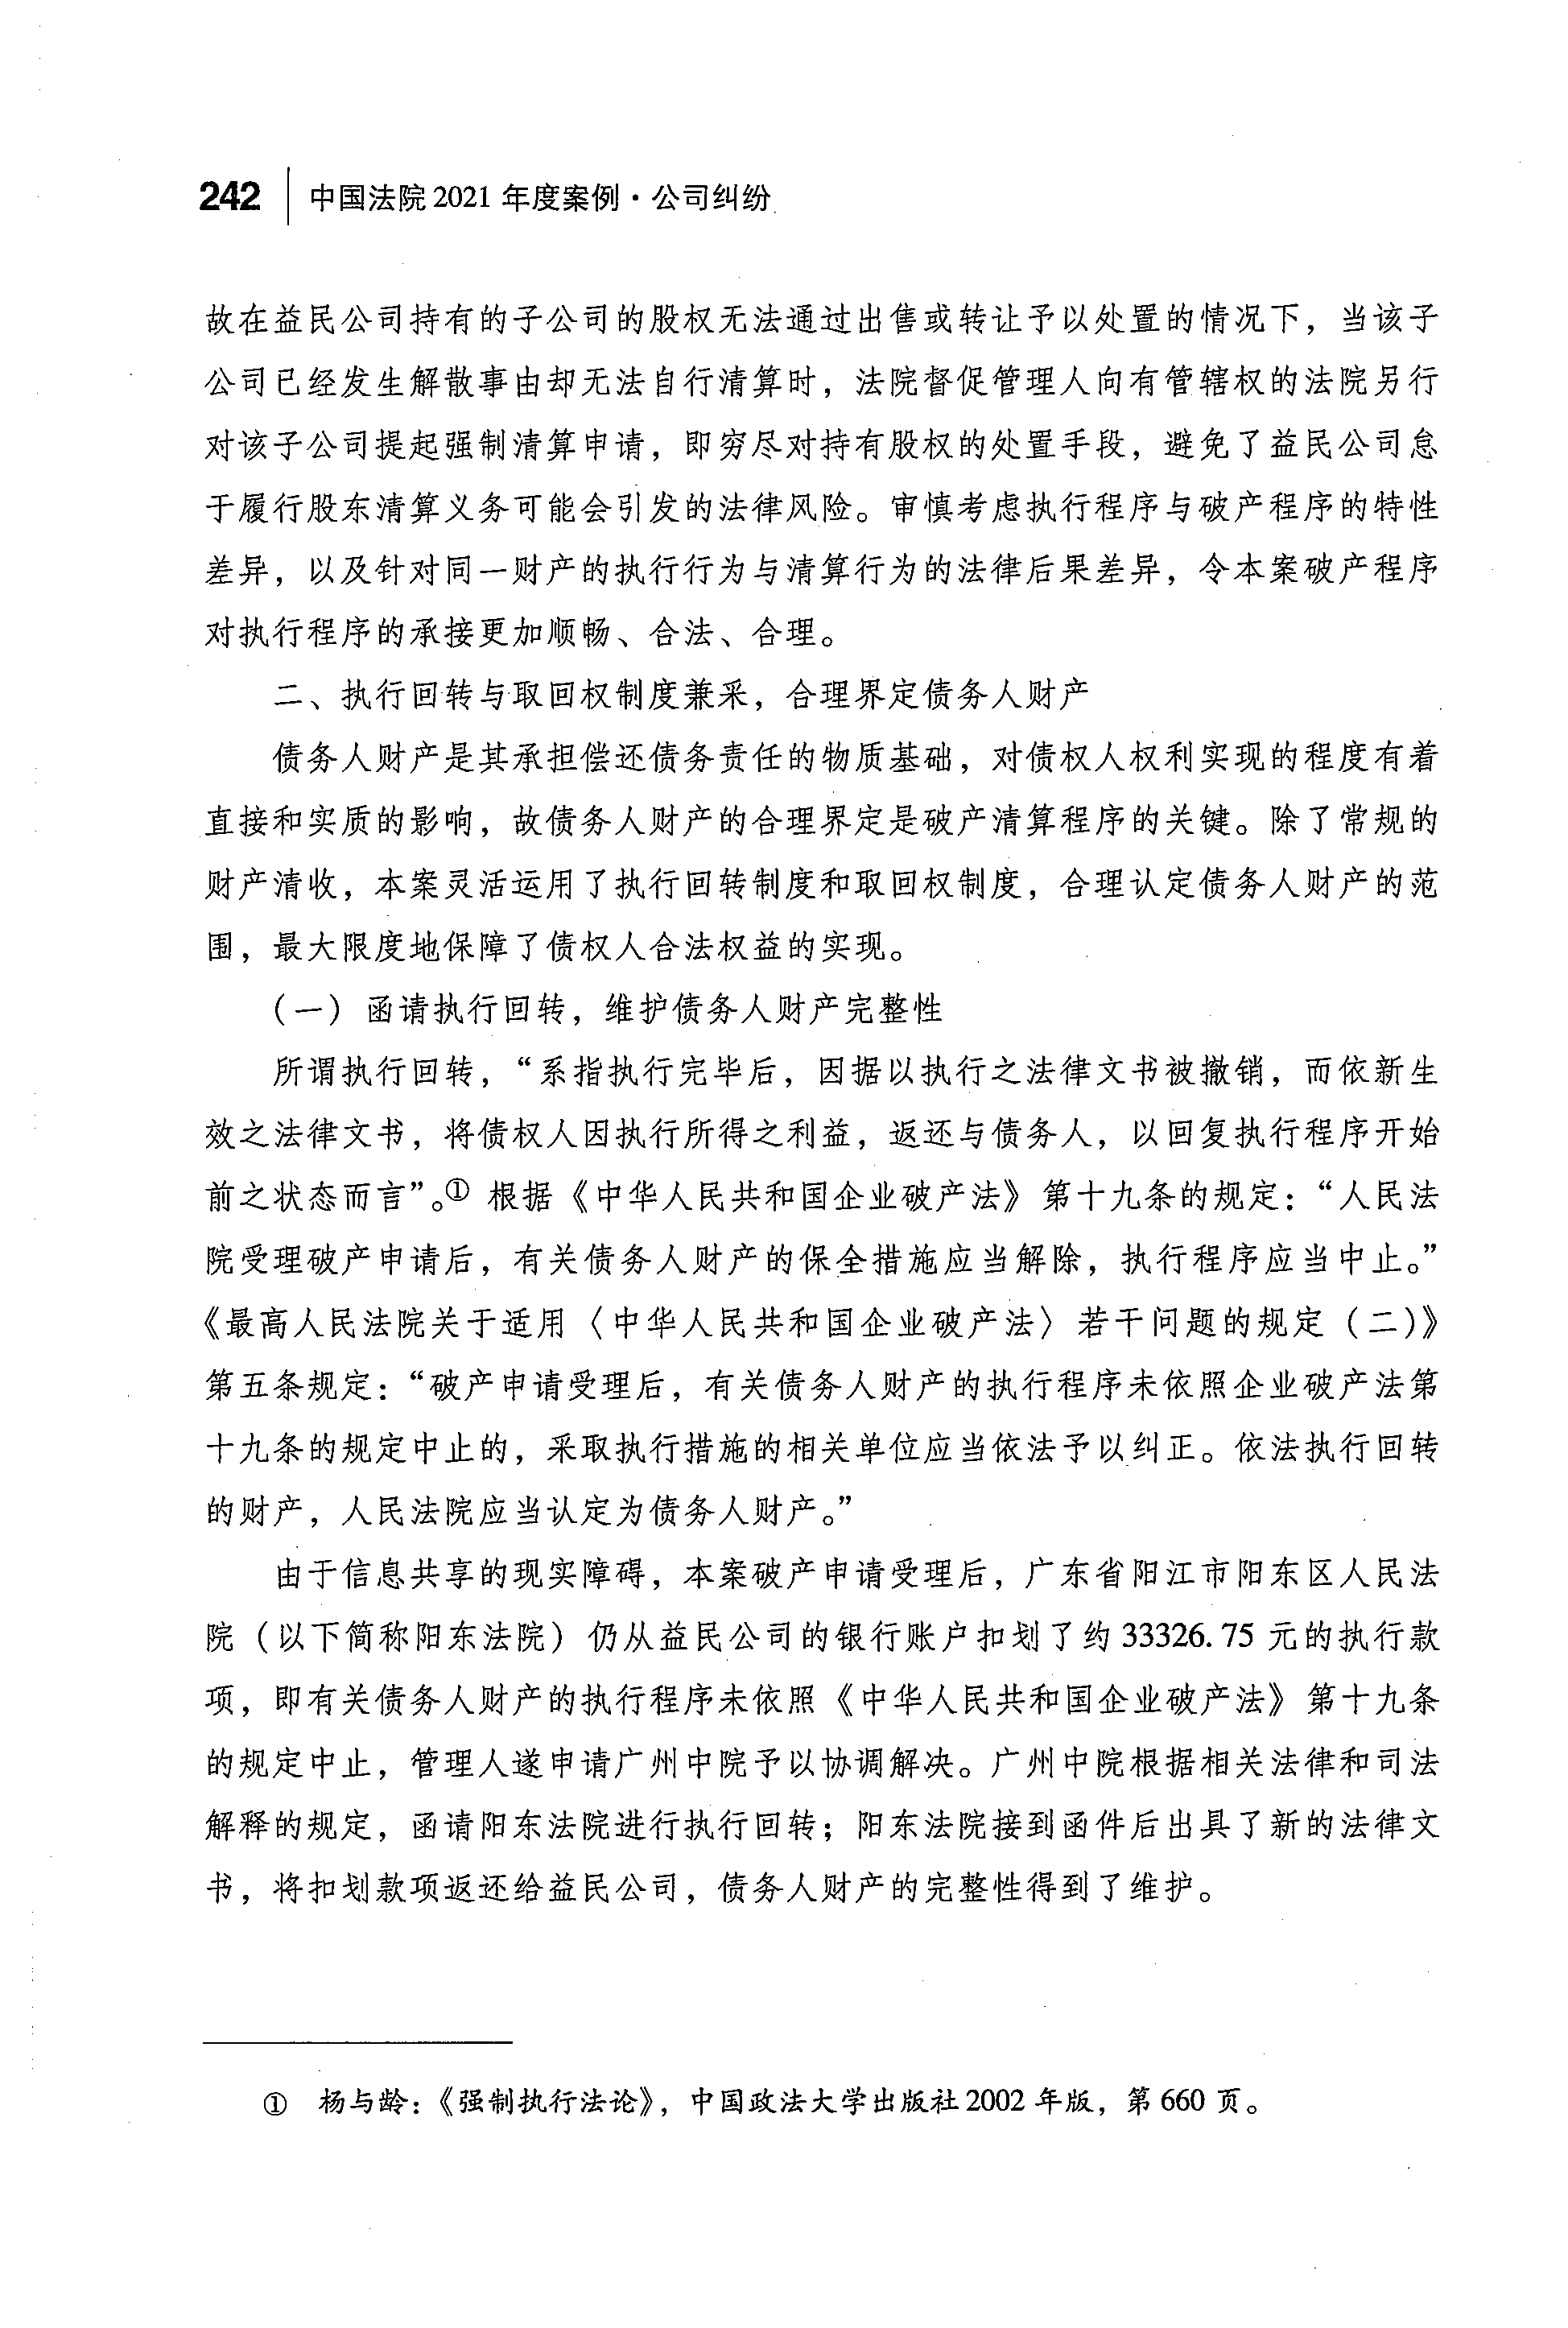 242 中国法院2021年度案例·公司纠纷
故在益民公司持有的子公司的股权无法通过出售或转让予以处置的情况下，当该子
公司已经发生解散事由却无法自行清算时，法院督促管理人向有管辖权的法院另行
对该子公司提起强制清算申请，即穷尽对持有股权的处置手段，避免了益民公司怠
于履行股东清算义务可能会引发的法律风险。审慎考虑执行程序与破产程序的特性
差异，以及针对同一财产的执行行为与清算行为的法律后果差异，令本案破产程序
对执行程序的承接更加顺畅、合法、合理。
二、执行回转与取回权制度兼采，合理界定债务人财产
债务人财产是其承担偿还债务责任的物质基础，对债权人权利实现的程度有着
直接和实质的影响，故债务人财产的合理界定是破产清算程序的关键。除了常规的
财产清收，本案灵活运用了执行回转制度和取回权制度，合理认定债务人财产的范
围，最大限度地保障了债权人合法权益的实现。
（一）函请执行回转，维护债务人财产完整性
所谓执行回转，“系指执行完毕后，因据以执行之法律文书被撤销，而依新生
效之法律文书，将债权人因执行所得之利益，返还与债务人，以回复执行程序开始
前之状态而言”。① 根据《中华人民共和国企业破产法》第十九条的规定：“人民法
院受理破产申请后，有关债务人财产的保全措施应当解除，执行程序应当中止。”
《最高人民法院关于适用〈中华人民共和国企业破产法〉若干问题的规定（二）》
第五条规定：“破产申请受理后，有关债务人财产的执行程序未依照企业破产法第
十九条的规定中止的，采取执行措施的相关单位应当依法予以纠正。依法执行回转
的财产，人民法院应当认定为债务人财产。”
由于信息共享的现实障碍，本案破产申请受理后，广东省阳江市阳东区人民法
院（以下简称阳东法院）仍从益民公司的银行账户扣划了约33326.75元的执行款
项，即有关债务人财产的执行程序未依照《中华人民共和国企业破产法》第十九条
的规定中止，管理人遂申请广州中院予以协调解决。广州中院根据相关法律和司法
解释的规定，函请阳东法院进行执行回转；阳东法院接到函件后出具了新的法律文
书，将扣划款项返还给益民公司，债务人财产的完整性得到了维护。
① 杨与龄：《强制执行法论》，中国政法大学出版社2002年版，第660页。